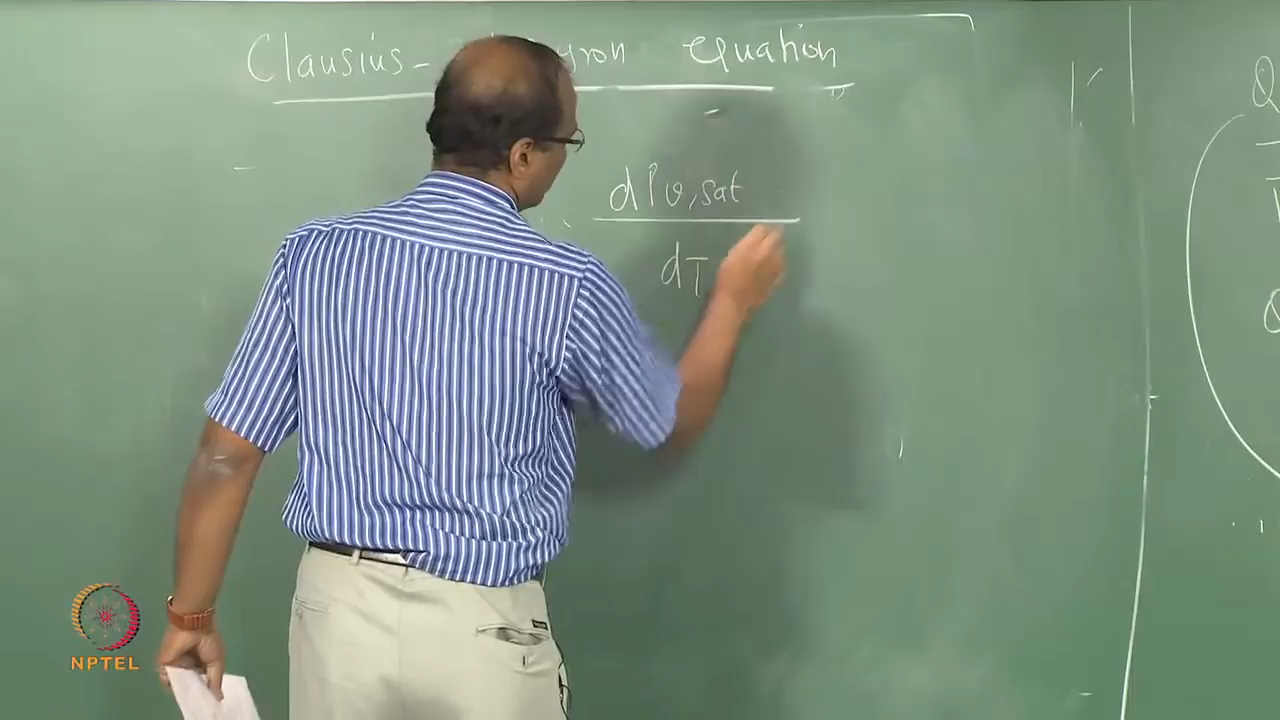 Clausius- yron equation
dPv,sat
dT
Q
NPTEL